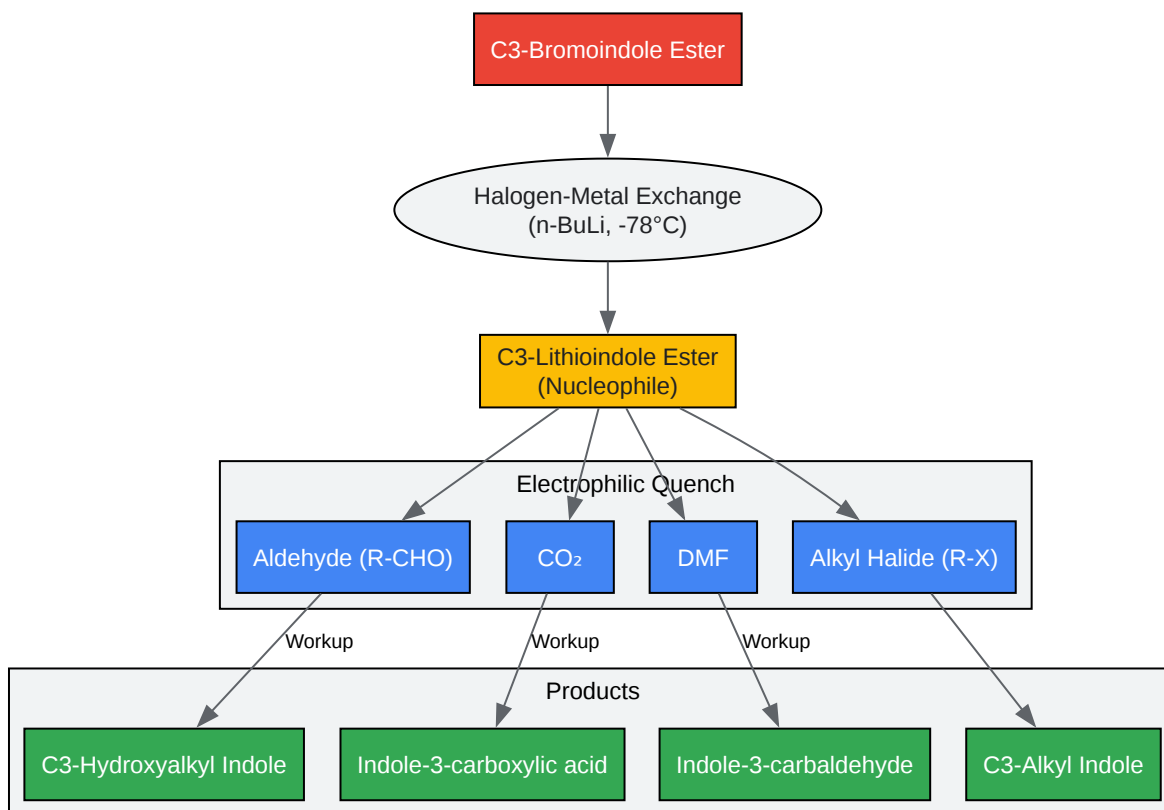 C3-Bromoindole Ester
Halogen-Metal Exchange
(n-BuLi, -78°C)
C3-Lithioindole Ester
(Nucleophile)
Electrophilic Quench
Aldehyde (R-CHO)
CO₂
DMF
Alkyl Halide (R-X)
Workup
Workup
Workup
Products
C3-Hydroxyalkyl Indole
Indole-3-carboxylic acid
Indole-3-carbaldehyde
C3-Alkyl Indole